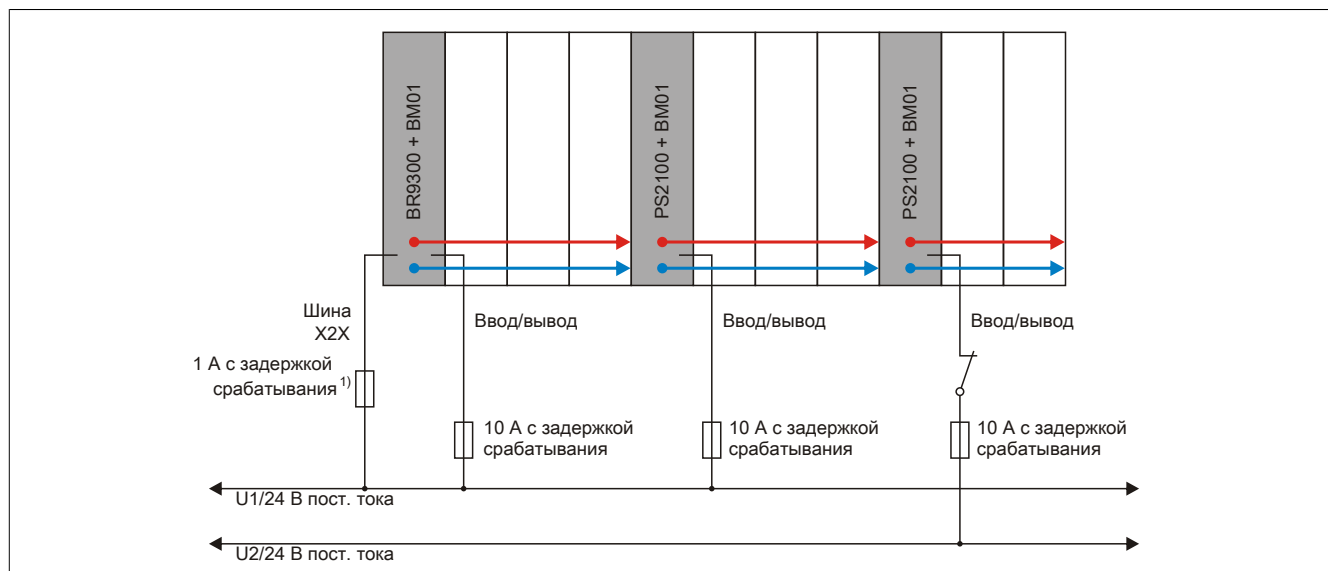 BR9300 + BM01
PS2100 + BM01
PS2100 + BM01
Шина
X2X
Ввод/вывод
Ввод/вывод
Ввод/вывод
1 А с задержкой
срабатывания 1)
10 А с задержкой
срабатывания
10 А с задержкой
срабатывания
10 А с задержкой
срабатывания
U1/24 В пост. тока
U2/24 В пост. тока